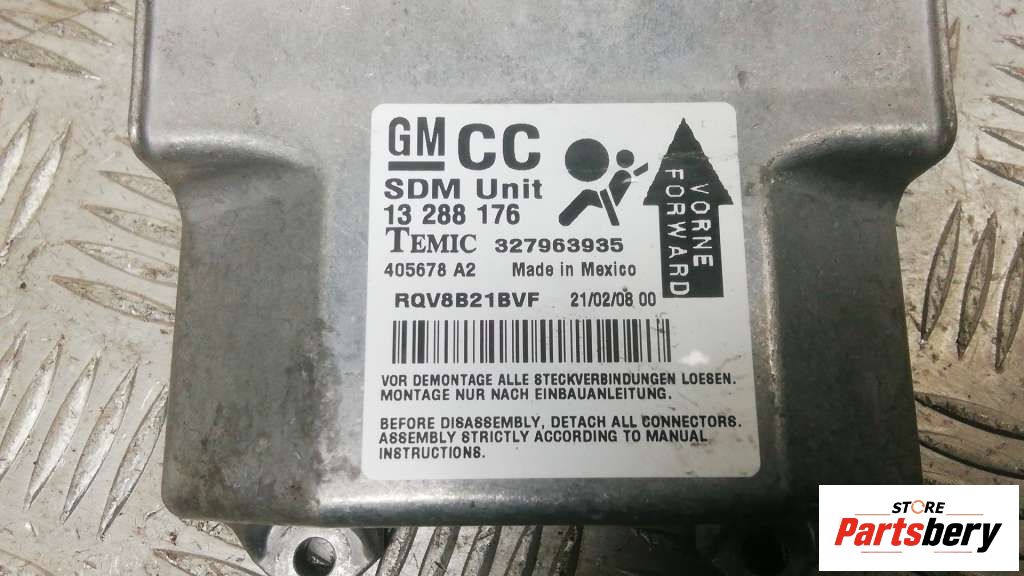 GM CC
SDM Unit
13 288 176
TEMIC 327963935
405678 A2 Made in Mexico
RQV8B21BVF 21/02/08 00
VORNE
FORWARD
VOR DEMONTAGE ALLE STECKVERBINDUNGEN LOESEN.
MONTAGE NUR NACH EINBAUANLEITUNG.
BEFORE DISASSEMBLY, DETACH ALL CONNECTORS.
ASSEMBLY STRICTLY ACCORDING TO MANUAL
INSTRUCTIONS.
STORE
Partsbery